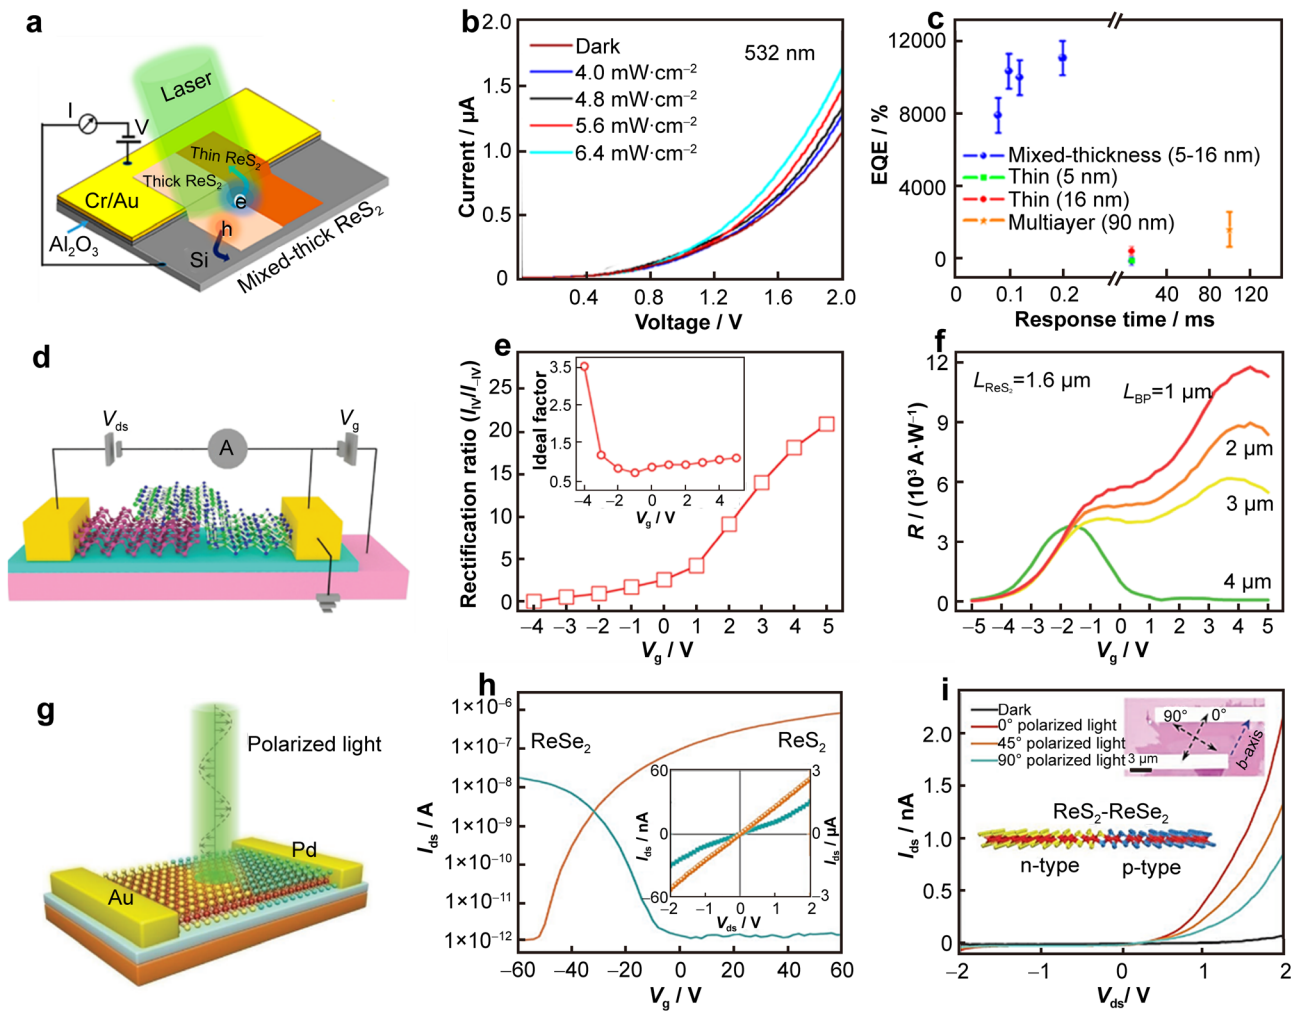 a
Laser
I
V
Thin ReS₂
Thick ReS₂
e
h
Cr/Au
Al₂O₃
Si
Mixed-thick ReS₂
b
2.0
1.5
1.0
0.5
0
Current / µA
Dark
4.0 mW·cm⁻²
4.8 mW·cm⁻²
5.6 mW·cm⁻²
6.4 mW·cm⁻²
532 nm
0.4 0.8 1.2 1.6 2.0
Voltage / V
c
12000
8000
4000
0
EQE / %
Mixed-thickness (5-16 nm)
Thin (5 nm)
Thin (16 nm)
Multiayer (90 nm)
0 0.1 0.2 40 80 120
Response time / ms
d
Vds
A
Vg
e
25
20
15
10
5
0
Rectification ratio (IIV/I–IV)
3.5
2.5
1.5
0.5
Ideal factor
−4 −2 0 2 4
Vg / V
−4 −3 −2 −1 0 1 2 3 4 5
Vg / V
f
12
9
6
3
0
R / (10³ A·W⁻¹)
LReS₂=1.6 µm
LBP=1 µm
2 µm
3 µm
4 µm
−5 −4 −3 −2 −1 0 1 2 3 4 5
Vg / V
g
Polarized light
Pd
Au
h
1×10⁻⁶
1×10⁻⁷
1×10⁻⁸
1×10⁻⁹
1×10⁻¹⁰
1×10⁻¹¹
1×10⁻¹²
Ids / A
ReSe₂
ReS₂
60
0
−60
Ids / nA
3
0
3
Ids / µA
−2 −1 0 1 2
Vds / V
−60 −40 −20 0 20 40 60
Vg / V
i
2.0
1.5
1.0
0.5
0
Ids / nA
Dark
0° polarized light
45° polarized light
90° polarized light
90°
0°
b-axis
3 µm
ReS₂-ReSe₂
n-type
p-type
−2 −1 0 1 2
Vds/ V